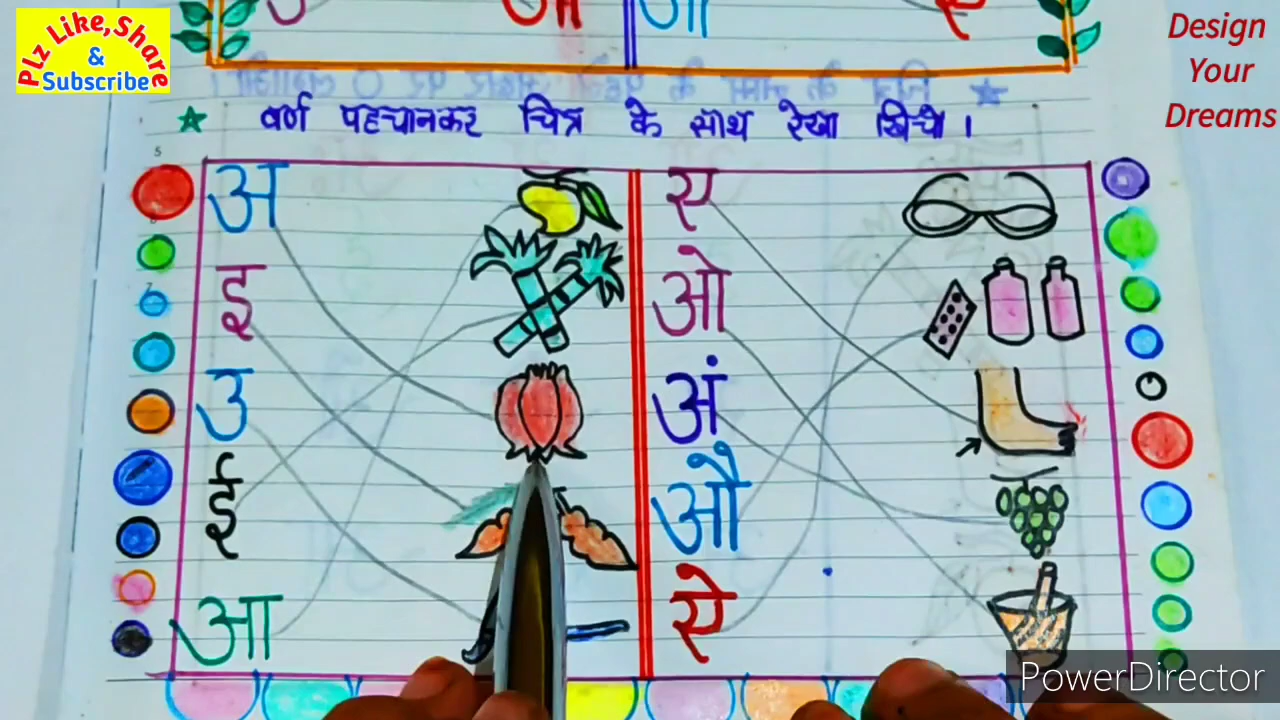 Plz Like,Share
&
Subscribe
Design
Your
Dreams
वर्ण पहचानकर चित्र के साथ रेखा खिंचो।
अ
इ
उ
ई
आ
ए
ओ
अं
औ
ऐ
PowerDirector